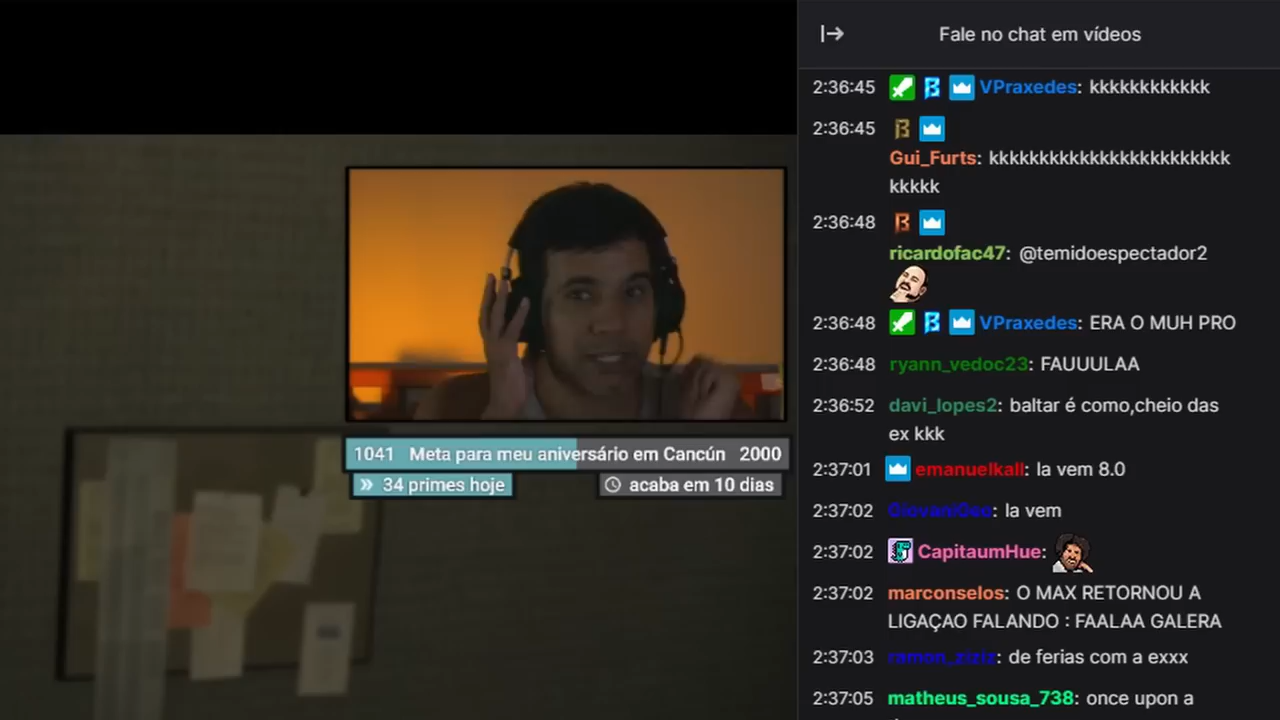 Fale no chat em vídeos
2:36:45 VPraxedes: kkkkkkkkkkkk
2:36:45
Gui_Furts: kkkkkkkkkkkkkkkkkkkkkkkk
kkkkk
2:36:48
ricardofac47: @temidoespectador2
2:36:48 VPraxedes: ERA O MUH PRO
2:36:48 ryann_vedoc23: FAUUULAA
2:36:52 davi_lopes2: baltar é como,cheio das
ex kkk
2:37:01 emanuelkall: la vem 8.0
2:37:02 GiovaniGeo: la vem
2:37:02 CapitaumHue:
2:37:02 marconselos: O MAX RETORNOU A
LIGAÇAO FALANDO : FAALAA GALERA
2:37:03 ramon_ziziz: de ferias com a exxx
2:37:05 matheus_sousa_738: once upon a
1041 Meta para meu aniversário em Cancún 2000
34 primes hoje
acaba em 10 dias